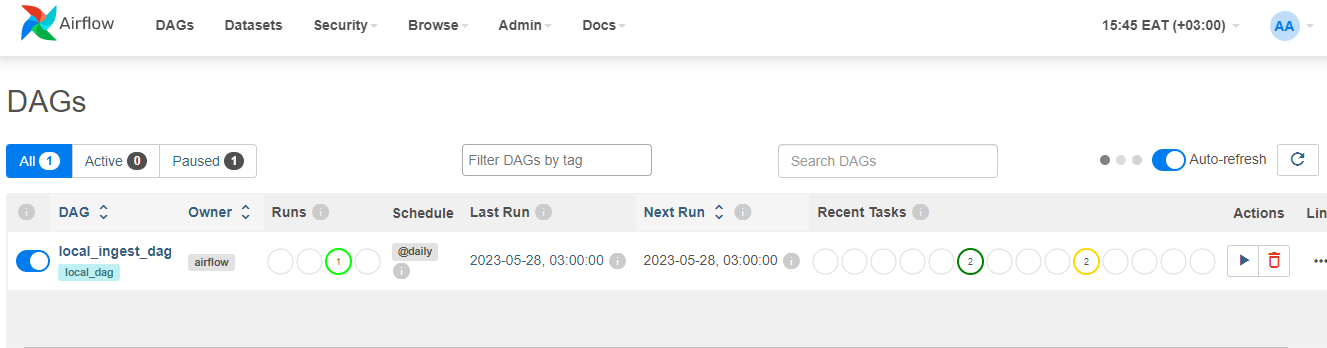 Airflow DAGs Datasets Security Browse Admin Docs 15:45 EAT (+03:00) AA
DAGs
All 1 Active 0 Paused 1 Filter DAGs by tag Search DAGs Auto-refresh
i DAG Owner Runs i Schedule Last Run i Next Run i Recent Tasks i Actions Lin
local_ingest_dag airflow 1 @daily 2023-05-28, 03:00:00 i 2023-05-28, 03:00:00 i 2 2
local_dag i